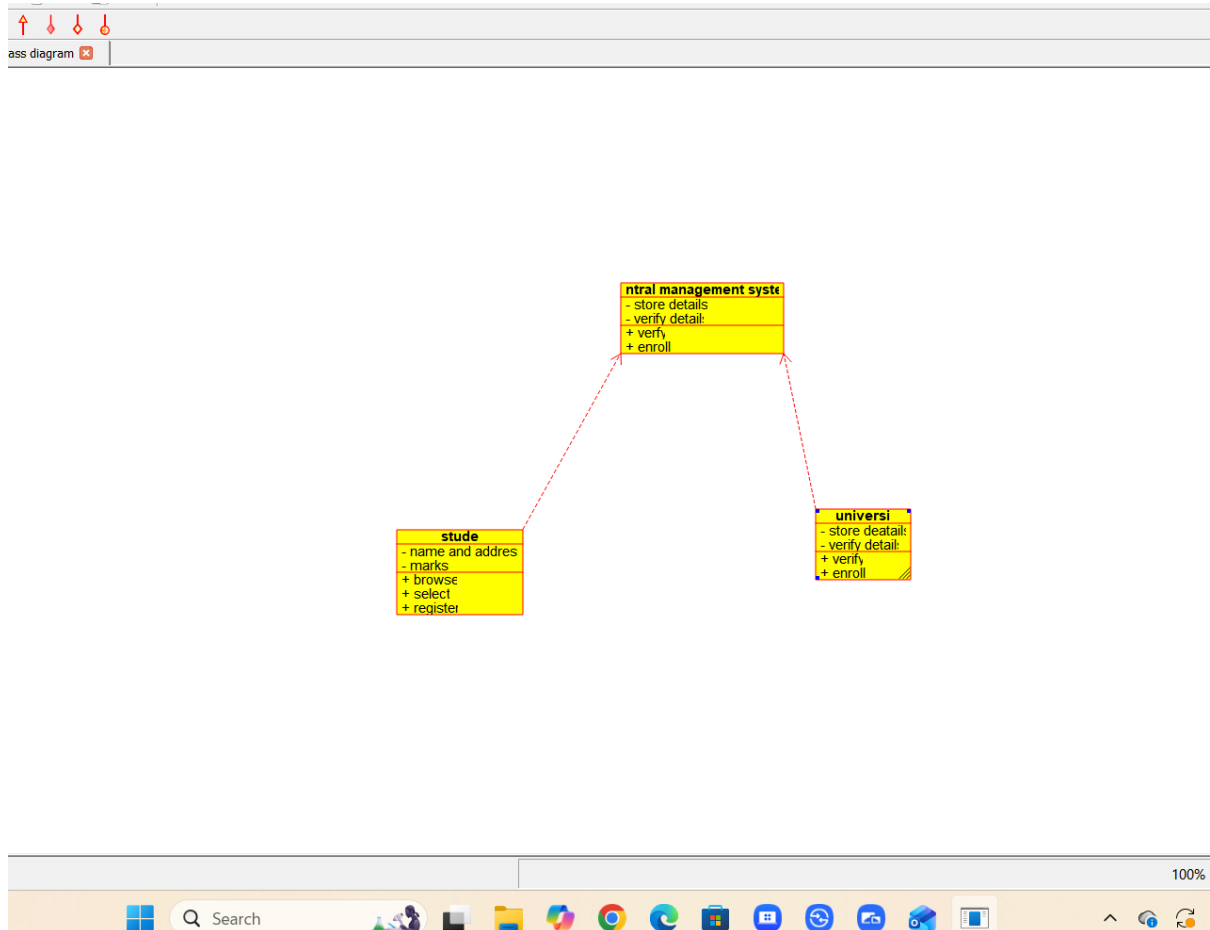 ass diagram
ntral management syste
- store details
- verify detail
+ verfy
+ enroll
stude
- name and addres
- marks
+ browse
+ select
+ register
universi
- store deatails
- verify detail
+ verify
+ enroll
100%
Search